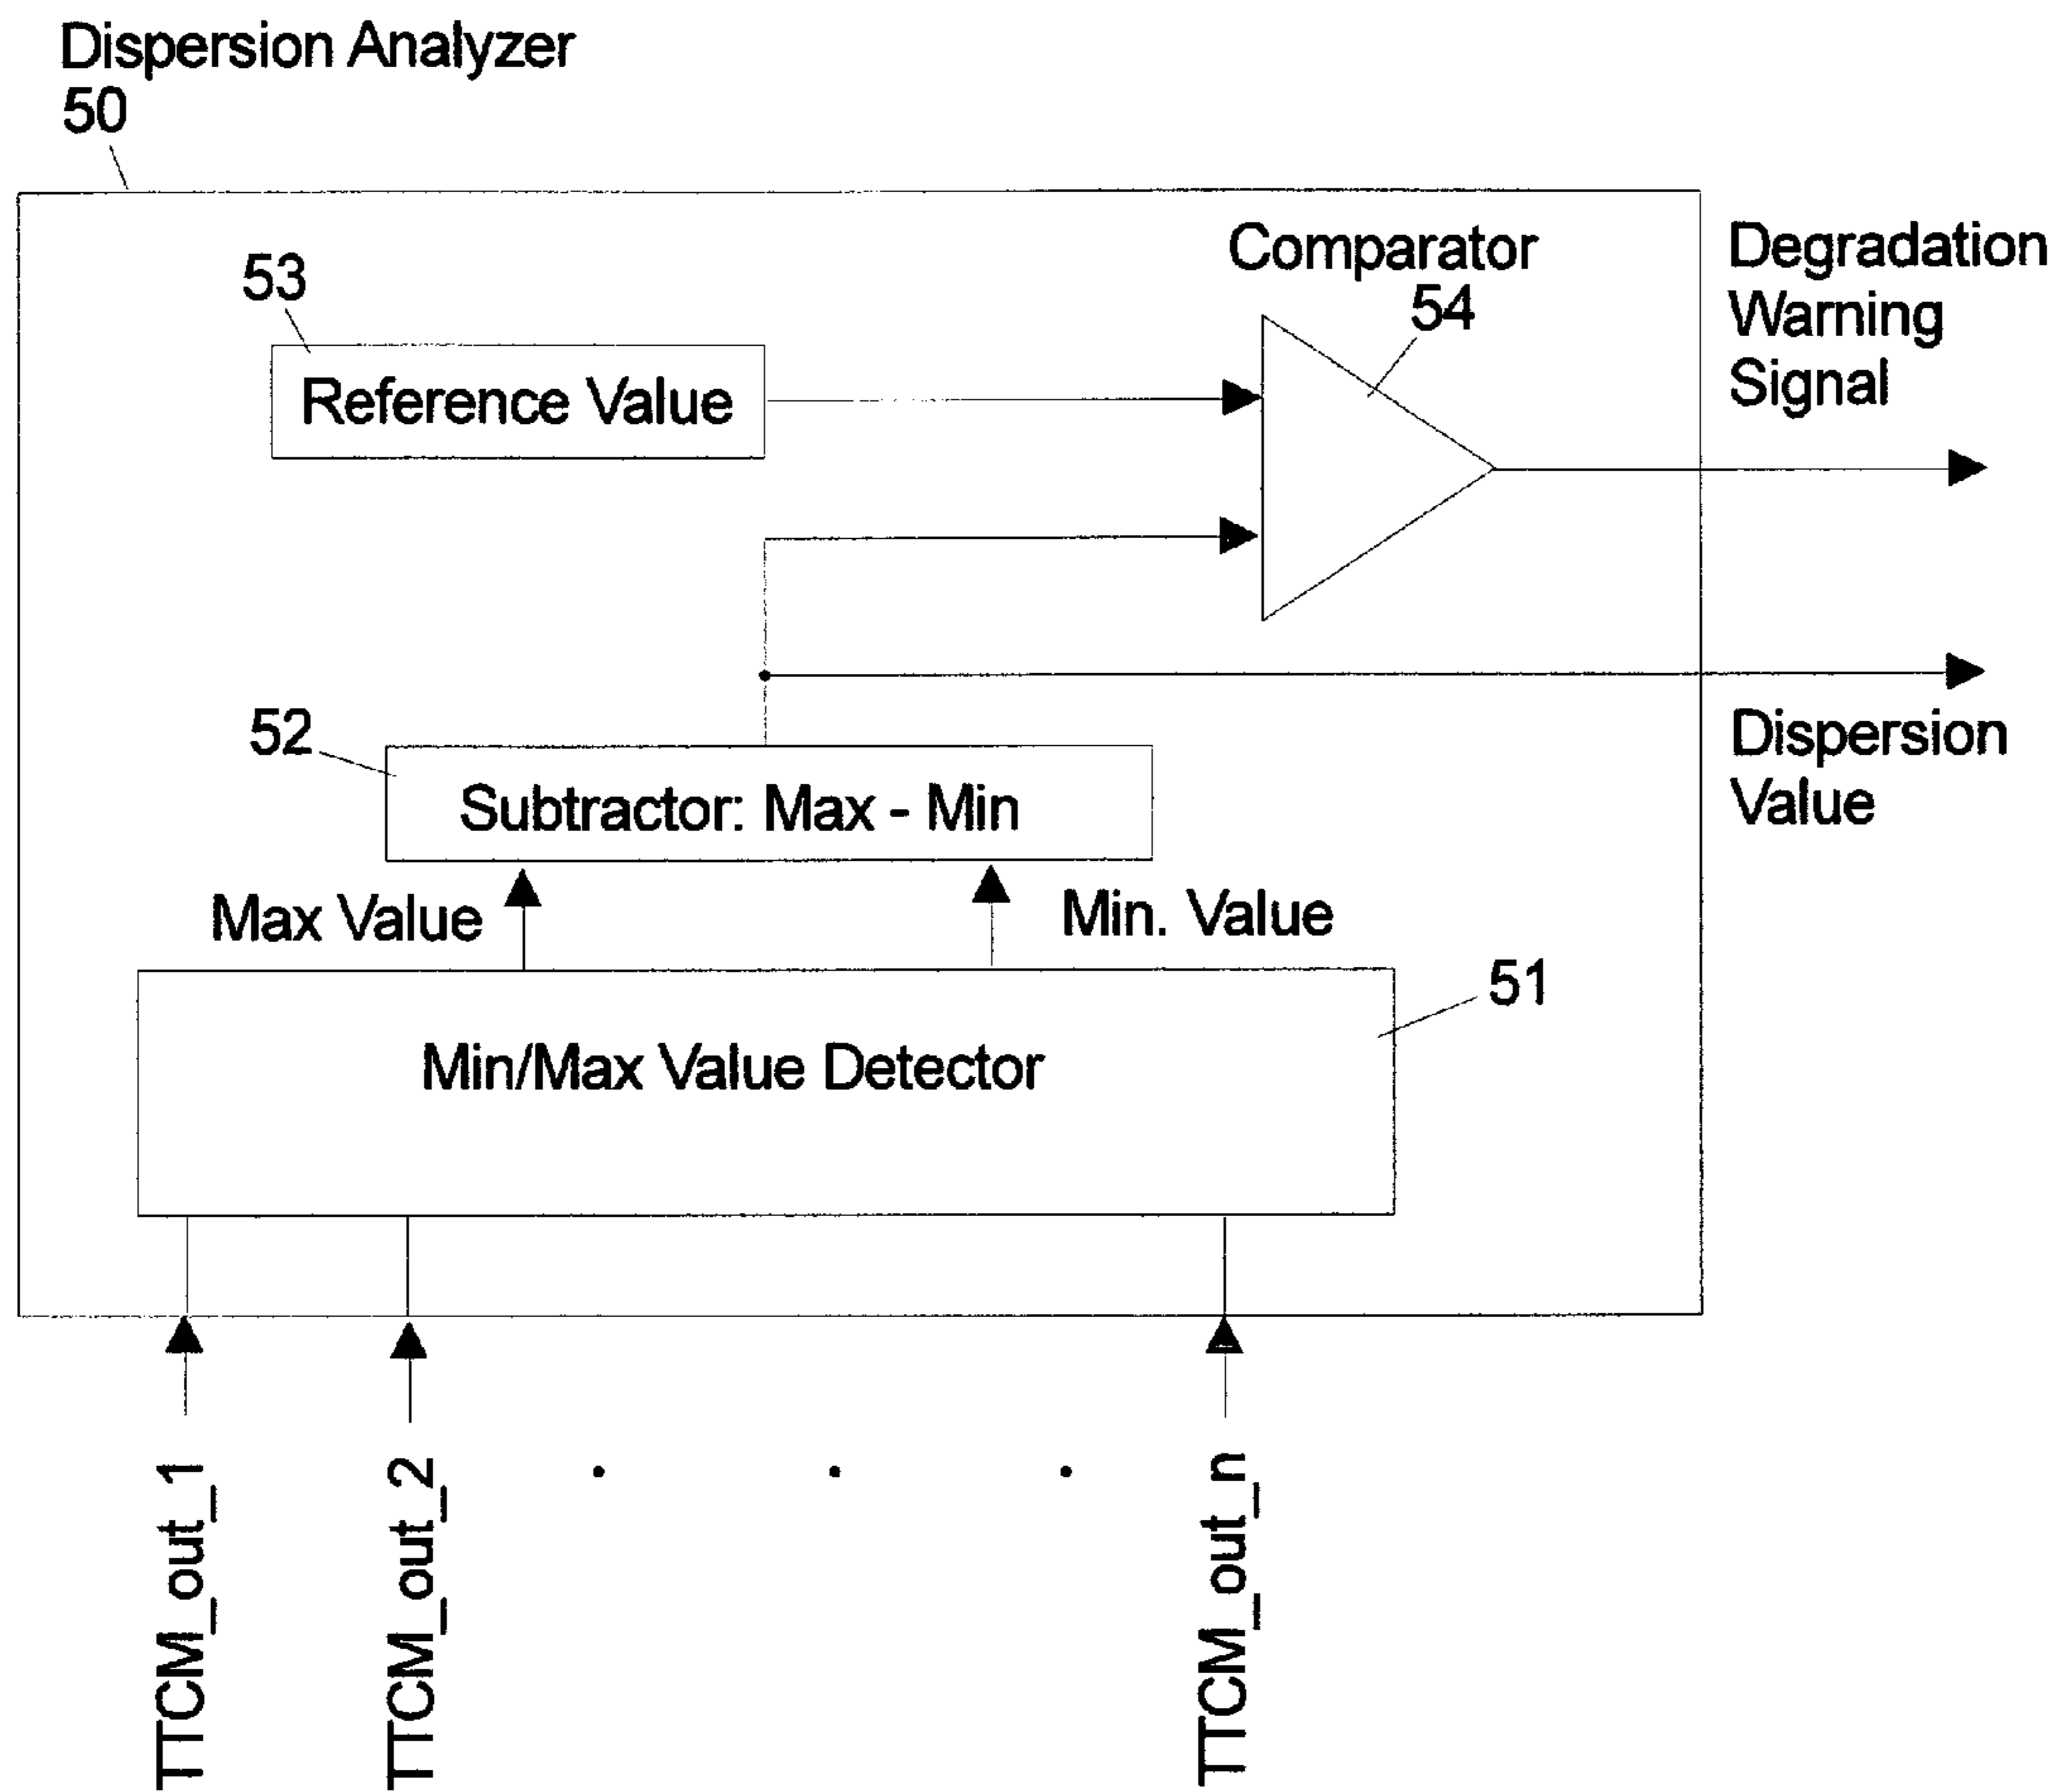 Dispersion Analyzer
50
53
Reference Value
Comparator
54
Degradation
Warning
Signal
52
Subtractor: Max - Min
Dispersion
Value
Max Value
Min. Value
51
Min/Max Value Detector
TTCM_out_1
TTCM_out_2
. . .
TTCM_out_n